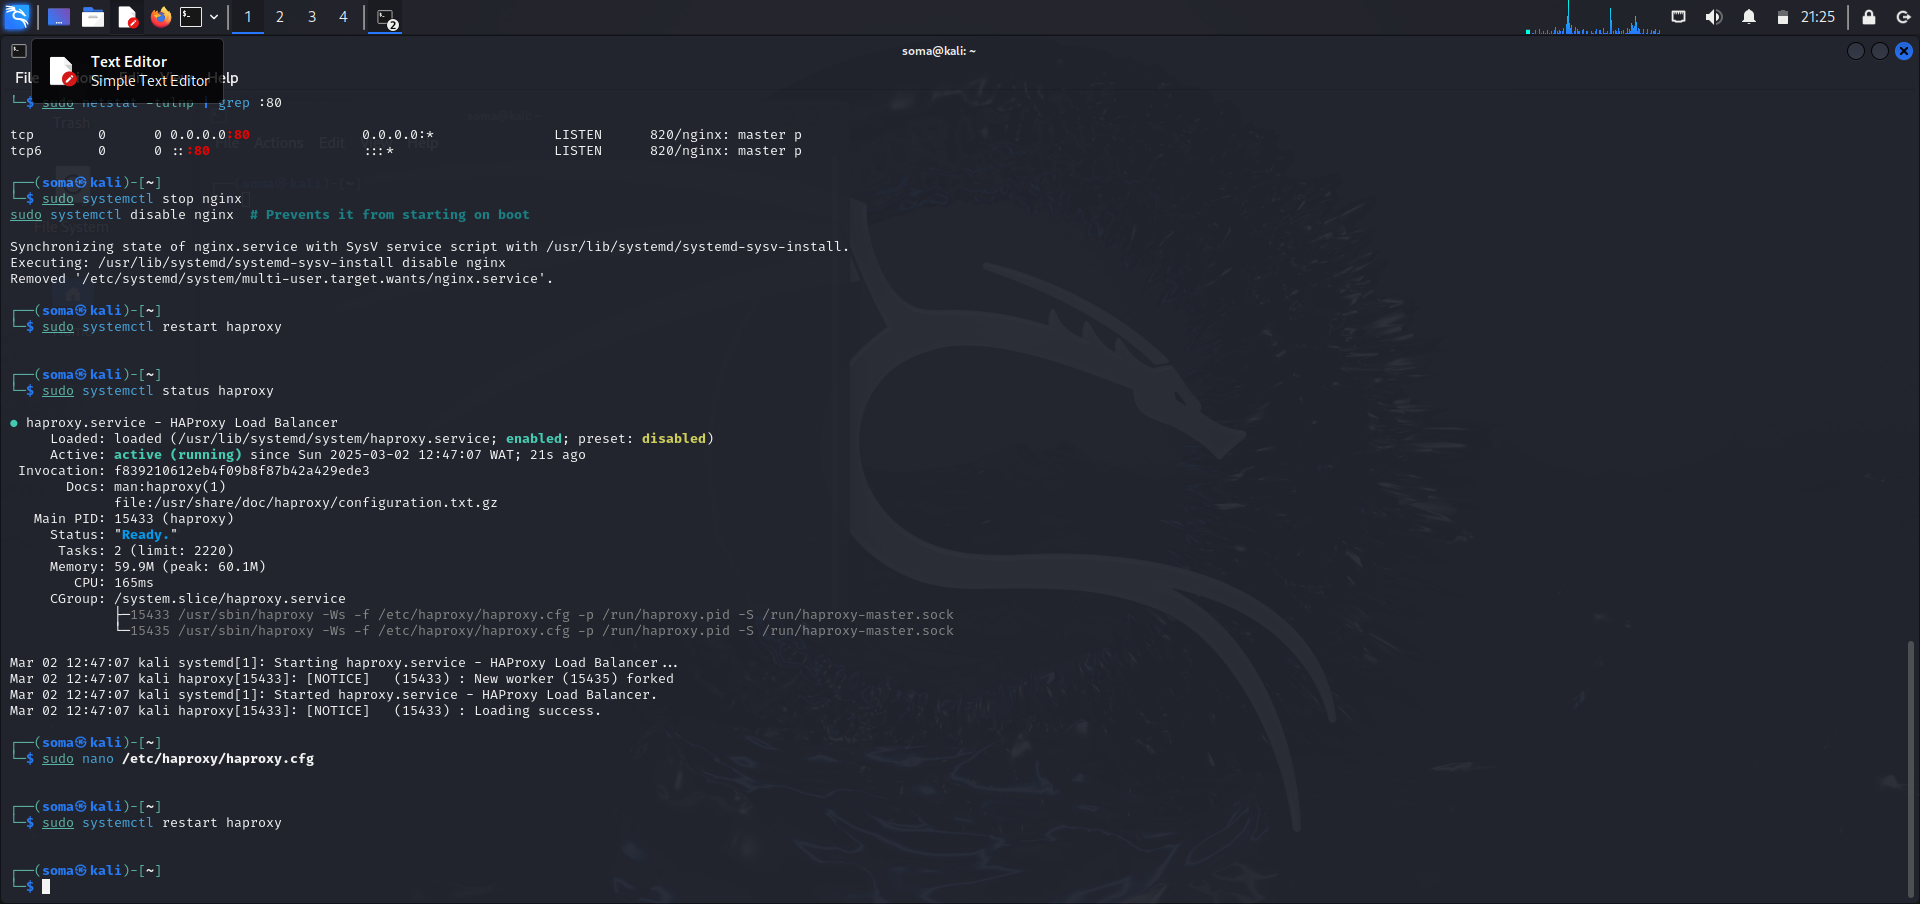 1 2 3 4 2 21:25
soma@kali: ~
Text Editor
Simple Text Editor
File Edit View Help
└─$ sudo netstat -tulnp | grep :80
Trash
File Actions Edit View Help
tcp 0 0 0.0.0.0:80 0.0.0.0:* LISTEN 820/nginx: master p
tcp6 0 0 :::80 :::* LISTEN 820/nginx: master p
┌──(soma㉿kali)-[~]
└─$ sudo systemctl stop nginx
sudo systemctl disable nginx # Prevents it from starting on boot
File System
Synchronizing state of nginx.service with SysV service script with /usr/lib/systemd/systemd-sysv-install.
Executing: /usr/lib/systemd/systemd-sysv-install disable nginx
Removed '/etc/systemd/system/multi-user.target.wants/nginx.service'.
┌──(soma㉿kali)-[~]
└─$ sudo systemctl restart haproxy
┌──(soma㉿kali)-[~]
└─$ sudo systemctl status haproxy
● haproxy.service - HAProxy Load Balancer
Loaded: loaded (/usr/lib/systemd/system/haproxy.service; enabled; preset: disabled)
Active: active (running) since Sun 2025-03-02 12:47:07 WAT; 21s ago
Invocation: f839210612eb4f09b8f87b42a429ede3
Docs: man:haproxy(1)
file:/usr/share/doc/haproxy/configuration.txt.gz
Main PID: 15433 (haproxy)
Status: "Ready."
Tasks: 2 (limit: 2220)
Memory: 59.9M (peak: 60.1M)
CPU: 165ms
CGroup: /system.slice/haproxy.service
├─15433 /usr/sbin/haproxy -Ws -f /etc/haproxy/haproxy.cfg -p /run/haproxy.pid -S /run/haproxy-master.sock
└─15435 /usr/sbin/haproxy -Ws -f /etc/haproxy/haproxy.cfg -p /run/haproxy.pid -S /run/haproxy-master.sock
Mar 02 12:47:07 kali systemd[1]: Starting haproxy.service - HAProxy Load Balancer...
Mar 02 12:47:07 kali haproxy[15433]: [NOTICE] (15433) : New worker (15435) forked
Mar 02 12:47:07 kali systemd[1]: Started haproxy.service - HAProxy Load Balancer.
Mar 02 12:47:07 kali haproxy[15433]: [NOTICE] (15433) : Loading success.
┌──(soma㉿kali)-[~]
└─$ sudo nano /etc/haproxy/haproxy.cfg
┌──(soma㉿kali)-[~]
└─$ sudo systemctl restart haproxy
┌──(soma㉿kali)-[~]
└─$